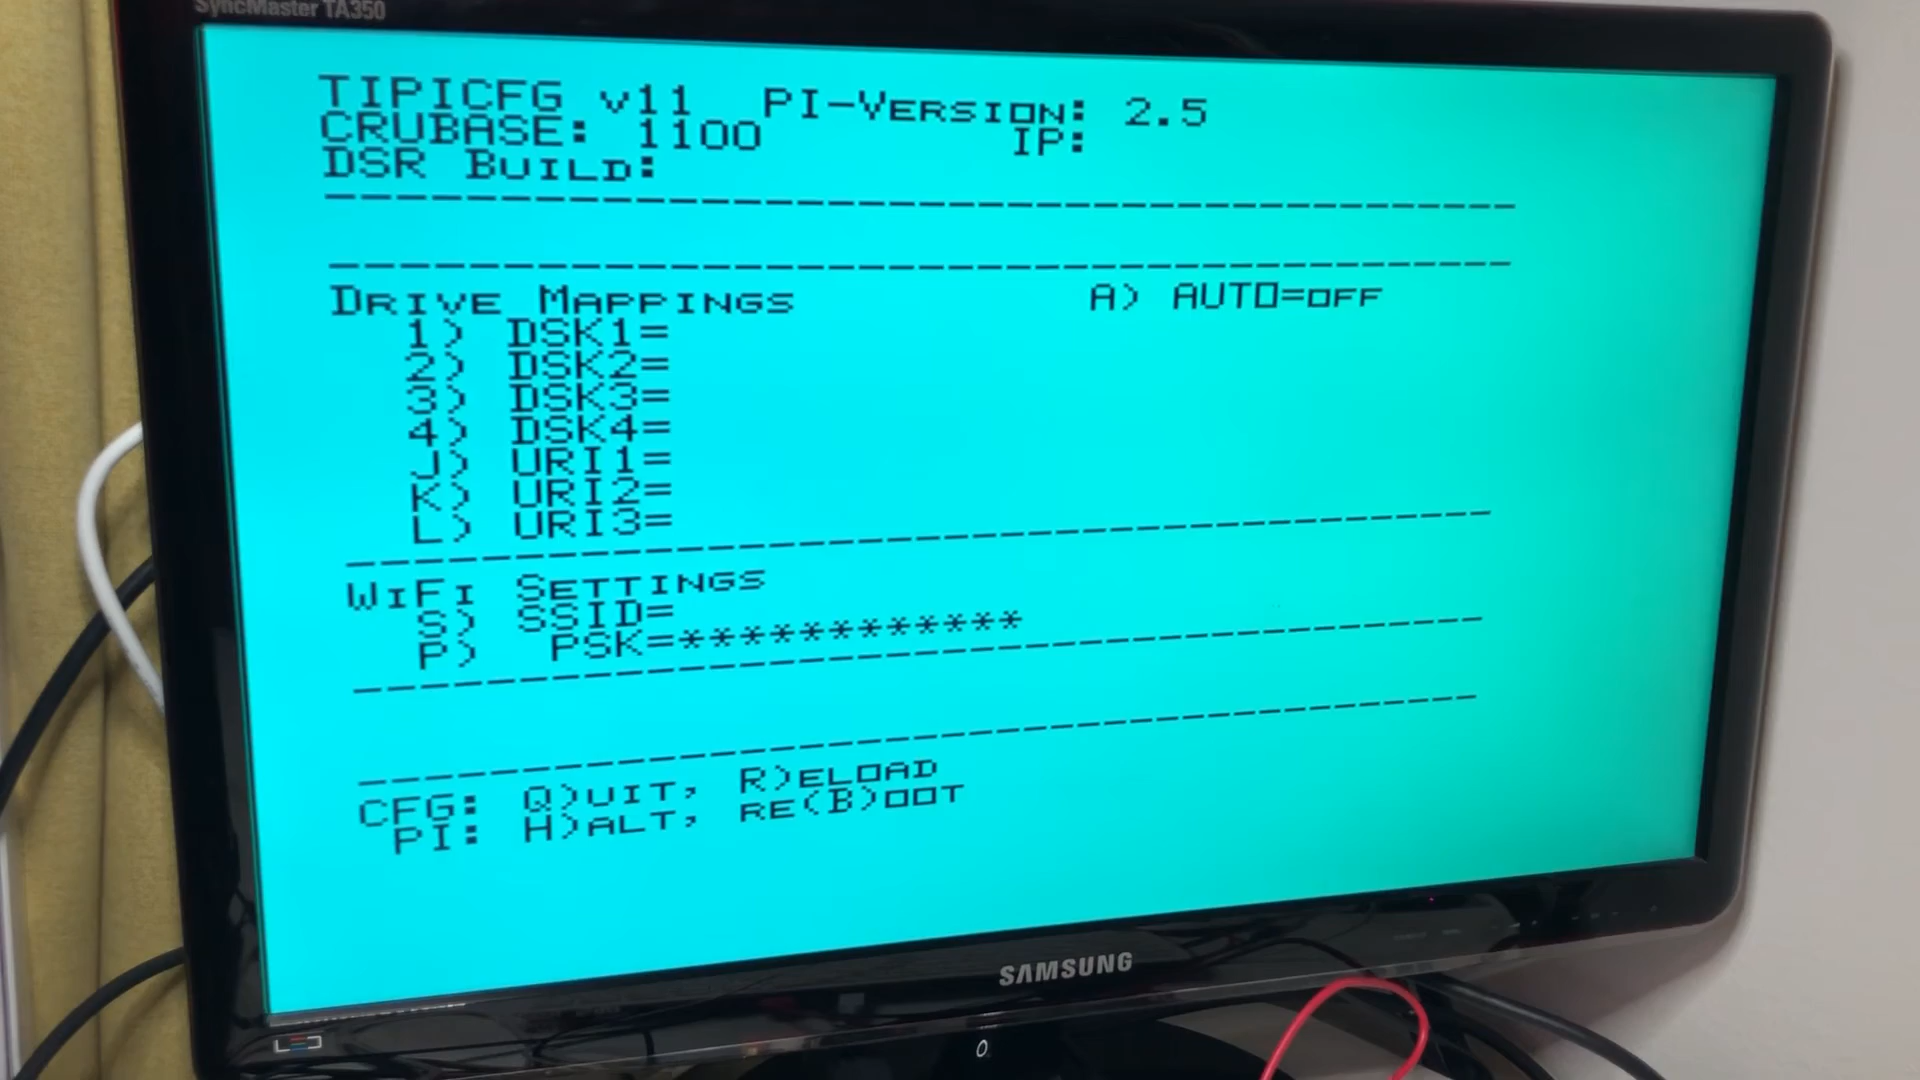 SyncMaster TA350
TIPICFG v11 PI-Version: 2.5
CRUBASE: 1100 IP:
DSR Build:
Drive Mappings A) AUTO=off
1) DSK1=
2) DSK2=
3) DSK3=
4) DSK4=
J) URI1=
K) URI2=
L) URI3=
WiFi Settings
S) SSID=
P) PSK=************
CFG: Q)uit, R)eload
PI: H)alt, re(B)oot
SAMSUNG
LED